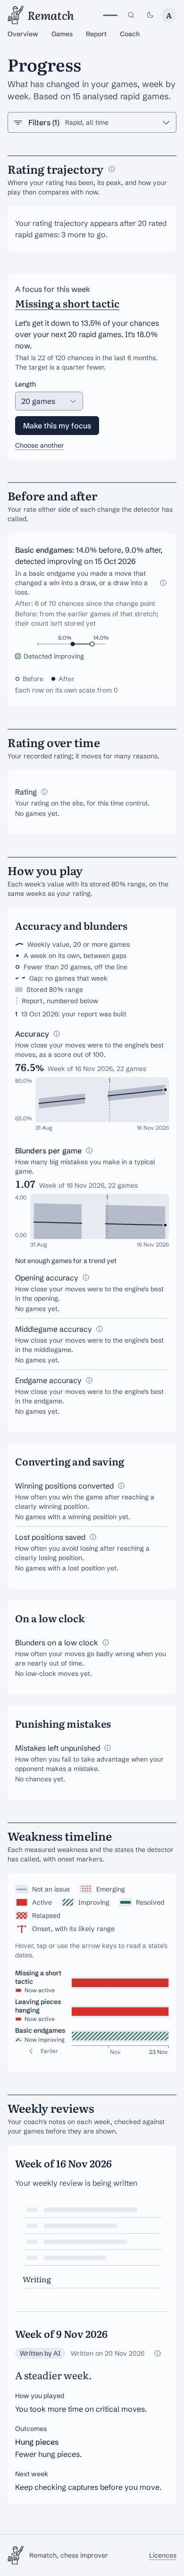 Rematch
A
Overview Games Report Coach
Progress
What has changed in your games, week by
week. Based on 45 analysed rapid games.
Filters (1) Rapid, all time
Rating trajectory
Where your rating has been, its peak, and how your
play then compares with now.
Your rating trajectory appears after 20 rated
rapid games: 3 more to go.
A focus for this week
Missing a short tactic
Let's get it down to 13.5% of your chances
over your next 20 rapid games. It's 18.0%
now.
That is 22 of 120 chances in the last 6 months.
The target is a quarter fewer.
Length
20 games
Make this my focus
Choose another
Before and after
Your rate either side of each change the detector has
called.
Basic endgames: 14.0% before, 9.0% after,
detected improving on 15 Oct 2026
In a basic endgame you made a move that
changed a win into a draw, or a draw into a
loss.
After: 6 of 70 chances since the change point
Before: from the earlier games of that stretch;
their count isn't stored yet
9.0% 14.0%
Detected improving
Before After
Each row on its own scale from 0
Rating over time
Your recorded rating; it moves for many reasons.
Rating
Your rating on the site, for this time control.
No games yet.
How you play
Each week's value with its stored 80% range, on the
same weeks as your rating.
Accuracy and blunders
Weekly value, 20 or more games
A week on its own, between gaps
Fewer than 20 games, off the line
Gap: no games that week
Stored 80% range
Report, numbered below
1 13 Oct 2026: your report was built
Accuracy
How close your moves were to the engine's best
moves, as a score out of 100.
76.5% Week of 16 Nov 2026, 22 games
80.0%
65.0%
1
31 Aug 16 Nov 2026
Blunders per game
How many big mistakes you make in a typical
game.
1.07 Week of 16 Nov 2026, 22 games
4.00
0.00
1
31 Aug 16 Nov 2026
Not enough games for a trend yet
Opening accuracy
How close your moves were to the engine's best
in the opening.
No games yet.
Middlegame accuracy
How close your moves were to the engine's best
in the middlegame.
No games yet.
Endgame accuracy
How close your moves were to the engine's best
in the endgame.
No games yet.
Converting and saving
Winning positions converted
How often you won the game after reaching a
clearly winning position.
No games with a winning position yet.
Lost positions saved
How often you avoid losing after reaching a
clearly losing position.
No games with a lost position yet.
On a low clock
Blunders on a low clock
How often your moves go badly wrong when you
are nearly out of time.
No low-clock moves yet.
Punishing mistakes
Mistakes left unpunished
How often you fail to take advantage when your
opponent makes a mistake.
No chances yet.
Weakness timeline
Each measured weakness and the states the detector
has called, with onset markers.
Not an issue Emerging
Active Improving Resolved
Relapsed
Onset, with its likely range
Hover, tap or use the arrow keys to read a state's
dates.
Missing a short
tactic
Now active
Leaving pieces
hanging
Now active
Basic endgames
Now improving
Earlier Nov 23 Nov
Weekly reviews
Your coach's notes on each week, checked against
your games before they are shown.
Week of 16 Nov 2026
Your weekly review is being written
Writing
Week of 9 Nov 2026
Written by AI Written on 20 Nov 2026
A steadier week.
How you played
You took more time on critical moves.
Outcomes
Hung pieces
Fewer hung pieces.
Next week
Keep checking captures before you move.
Rematch, chess improver Licences